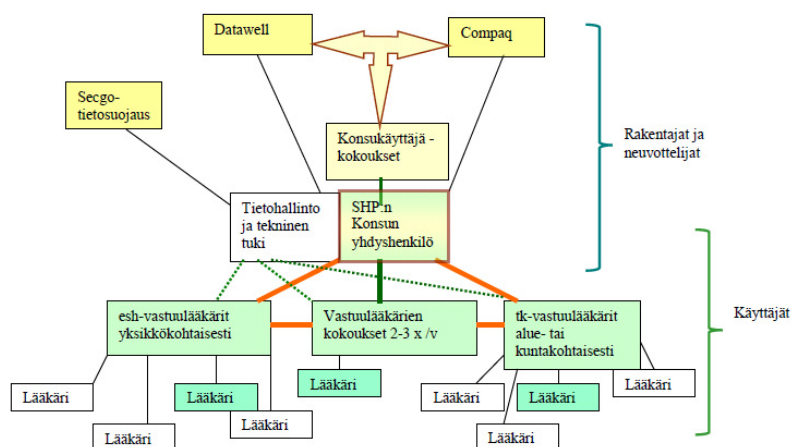 Datawell
Compaq
Secgo-
tietosuojaus
Konsukäyttäjä -
kokoukset
Rakentajat ja
neuvottelijat
Tietohallinto
ja tekninen
tuki
SHP:n
Konsun
yhdyshenkilö
Käyttäjät
esh-vastuulääkärit
yksikkökohtaisesti
Vastuulääkärien
kokoukset 2-3 x /v
tk-vastuulääkärit
alue- tai
kuntakohtaisesti
Lääkäri
Lääkäri
Lääkäri
Lääkäri
Lääkäri
Lääkäri
Lääkäri
Lääkäri
Lääkäri
Lääkäri